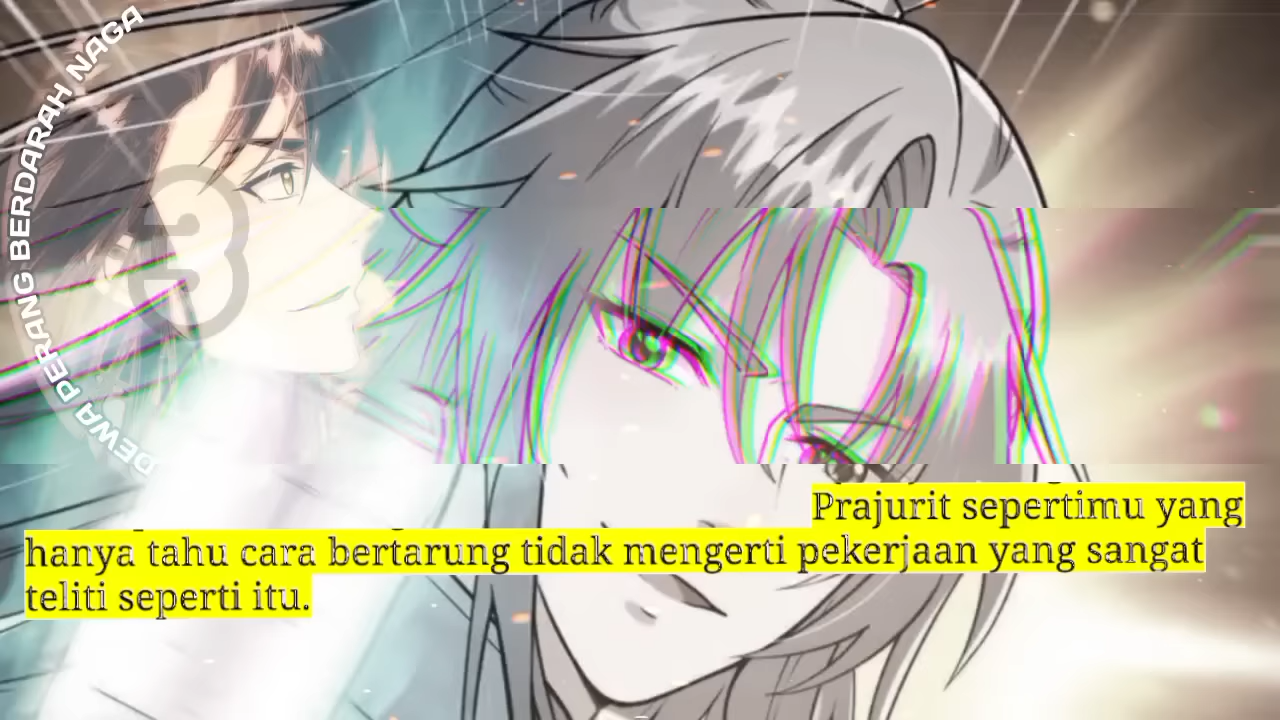 DEWA PERANG BERDARAH NAGA
Prajurit sepertimu yang
hanya tahu cara bertarung tidak mengerti pekerjaan yang sangat
teliti seperti itu.